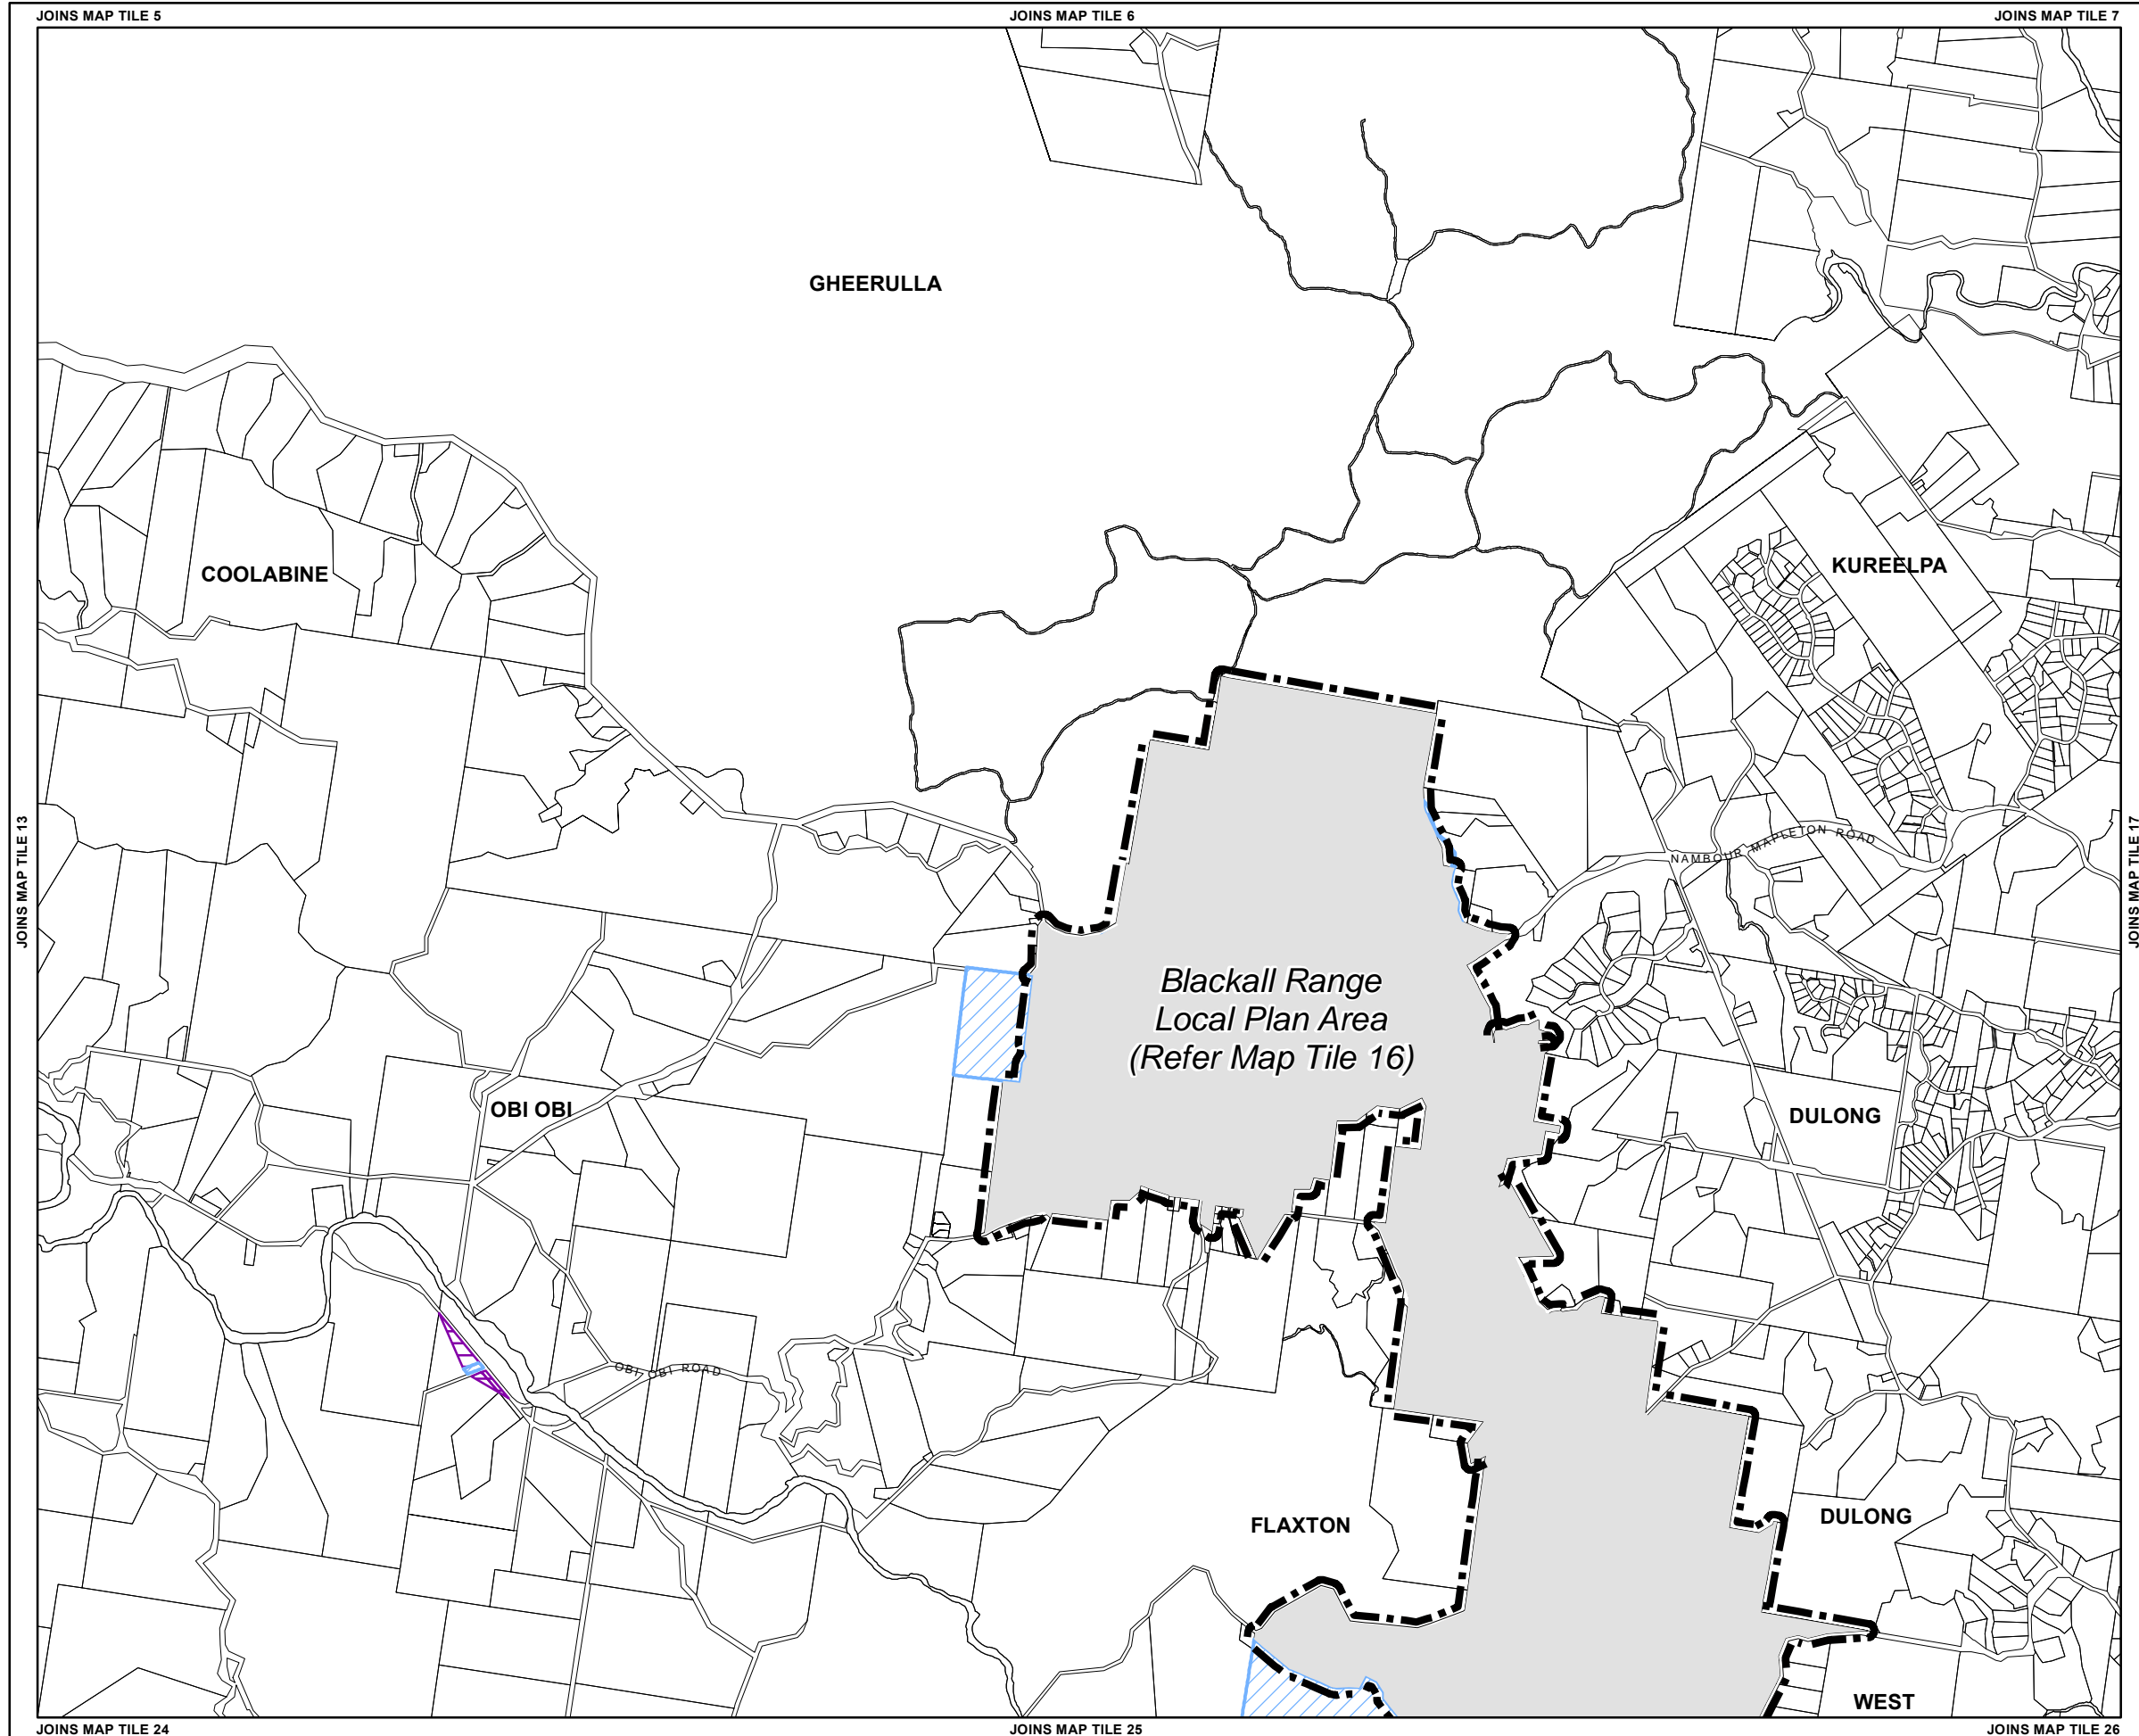 JOINS MAP TILE 5
JOINS MAP TILE 6
JOINS MAP TILE 7
GHEERULLA
COOLABINE
KUREELPA
JOINS MAP TILE 13
JOINS MAP TILE 17
NAMBOUR MAPLETON ROAD
Blackall Range
Local Plan Area
(Refer Map Tile 16)
OBI OBI
DULONG
OBI OBI ROAD
FLAXTON
DULONG
WEST
JOINS MAP TILE 24
JOINS MAP TILE 25
JOINS MAP TILE 26